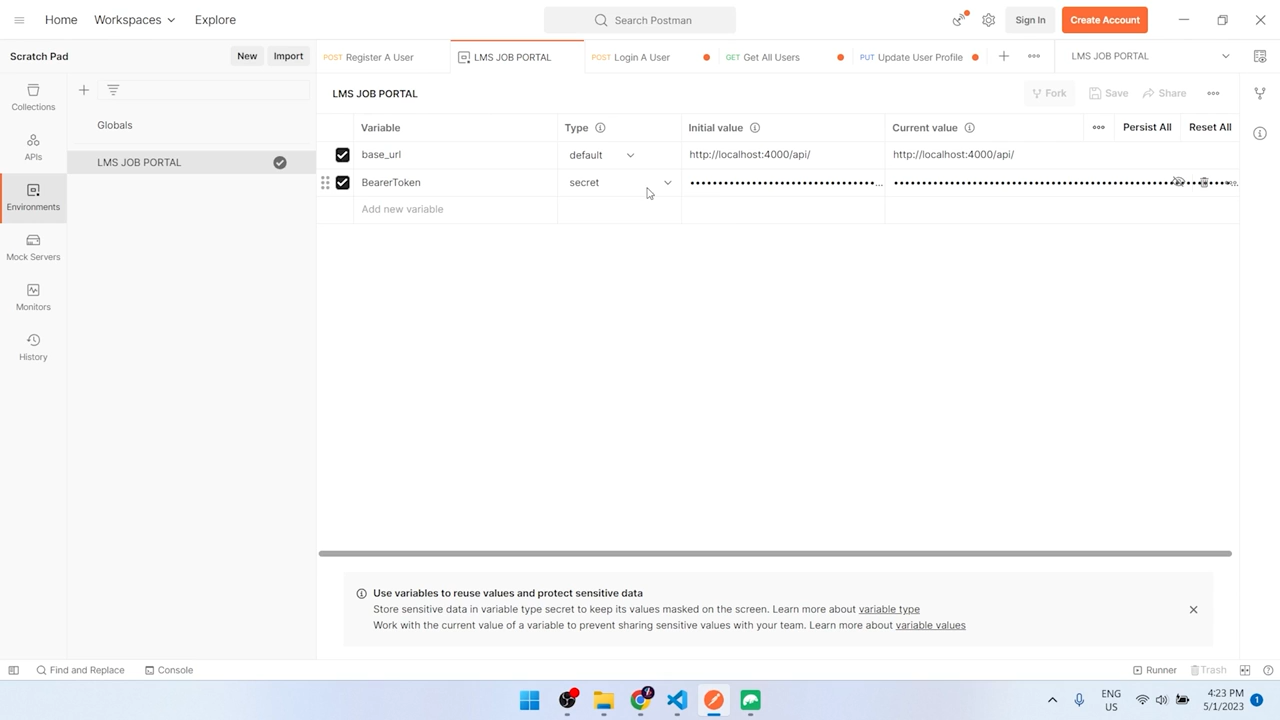 Home Workspaces Explore Search Postman Sign In Create Account
Scratch Pad New Import POST Register A User LMS JOB PORTAL POST Login A User GET Get All Users PUT Update User Profile LMS JOB PORTAL
Collections
APIs
Environments
Mock Servers
Monitors
History
Globals
LMS JOB PORTAL
LMS JOB PORTAL Fork Save Share
Variable Type Initial value Current value Persist All Reset All
base_url default http://localhost:4000/api/ http://localhost:4000/api/
BearerToken secret ••••••••••••••••••••••••••••••••... 
Add new variable
Use variables to reuse values and protect sensitive data
Store sensitive data in variable type secret to keep its values masked on the screen. Learn more about variable type
Work with the current value of a variable to prevent sharing sensitive values with your team. Learn more about variable values
Find and Replace Console Runner Trash
ENG
US
4:23 PM
5/1/2023
1